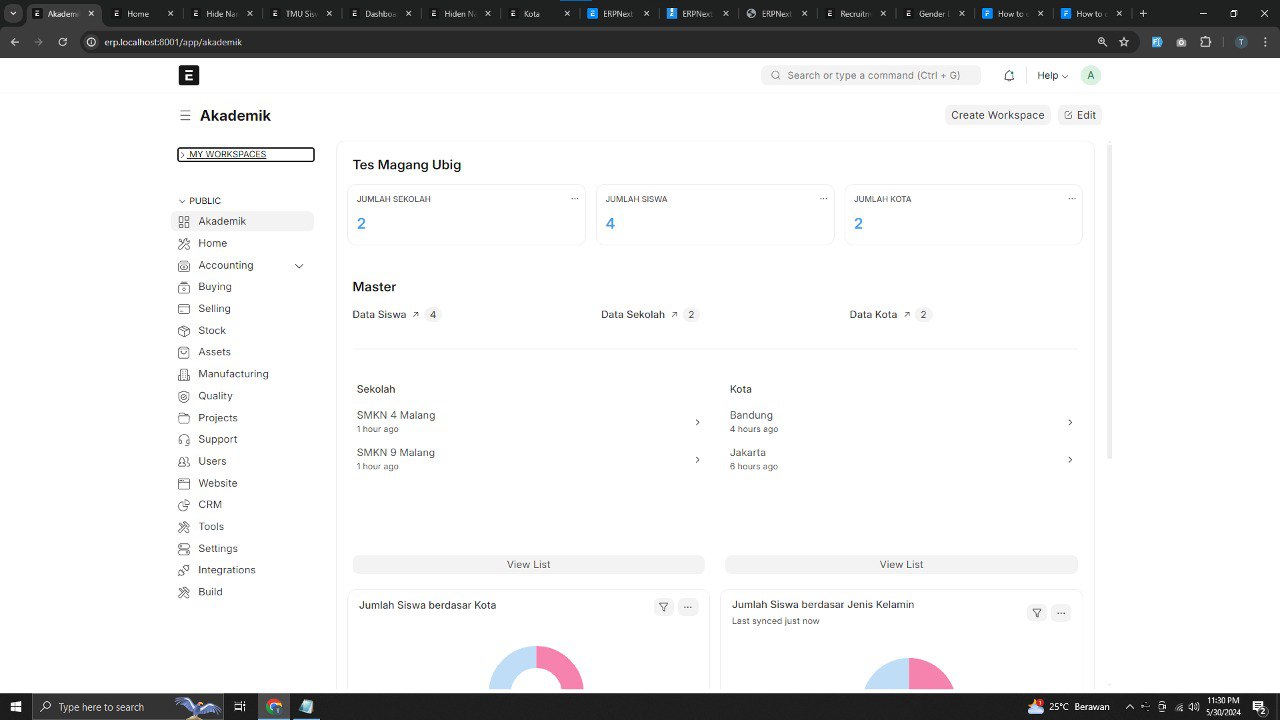 Akademi
Home
Hide Na
TMU Sis
Dashbo
Hiden N
Kota
ERPNext
ERPNex
ERPNext
Recruitm
Gender
How to
How to
erp.localhost:8001/app/akademik
T
E
Search or type a command (Ctrl + G)
Help
A
Akademik
Create Workspace
Edit
MY WORKSPACES
PUBLIC
Akademik
Home
Accounting
Buying
Selling
Stock
Assets
Manufacturing
Quality
Projects
Support
Users
Website
CRM
Tools
Settings
Integrations
Build
Tes Magang Ubig
JUMLAH SEKOLAH
2
JUMLAH SISWA
4
JUMLAH KOTA
2
Master
Data Siswa 4
Data Sekolah 2
Data Kota 2
Sekolah
SMKN 4 Malang
1 hour ago
SMKN 9 Malang
1 hour ago
View List
Kota
Bandung
4 hours ago
Jakarta
6 hours ago
View List
Jumlah Siswa berdasar Kota
Jumlah Siswa berdasar Jenis Kelamin
Last synced just now
Type here to search
25°C Berawan
11:30 PM
5/30/2024